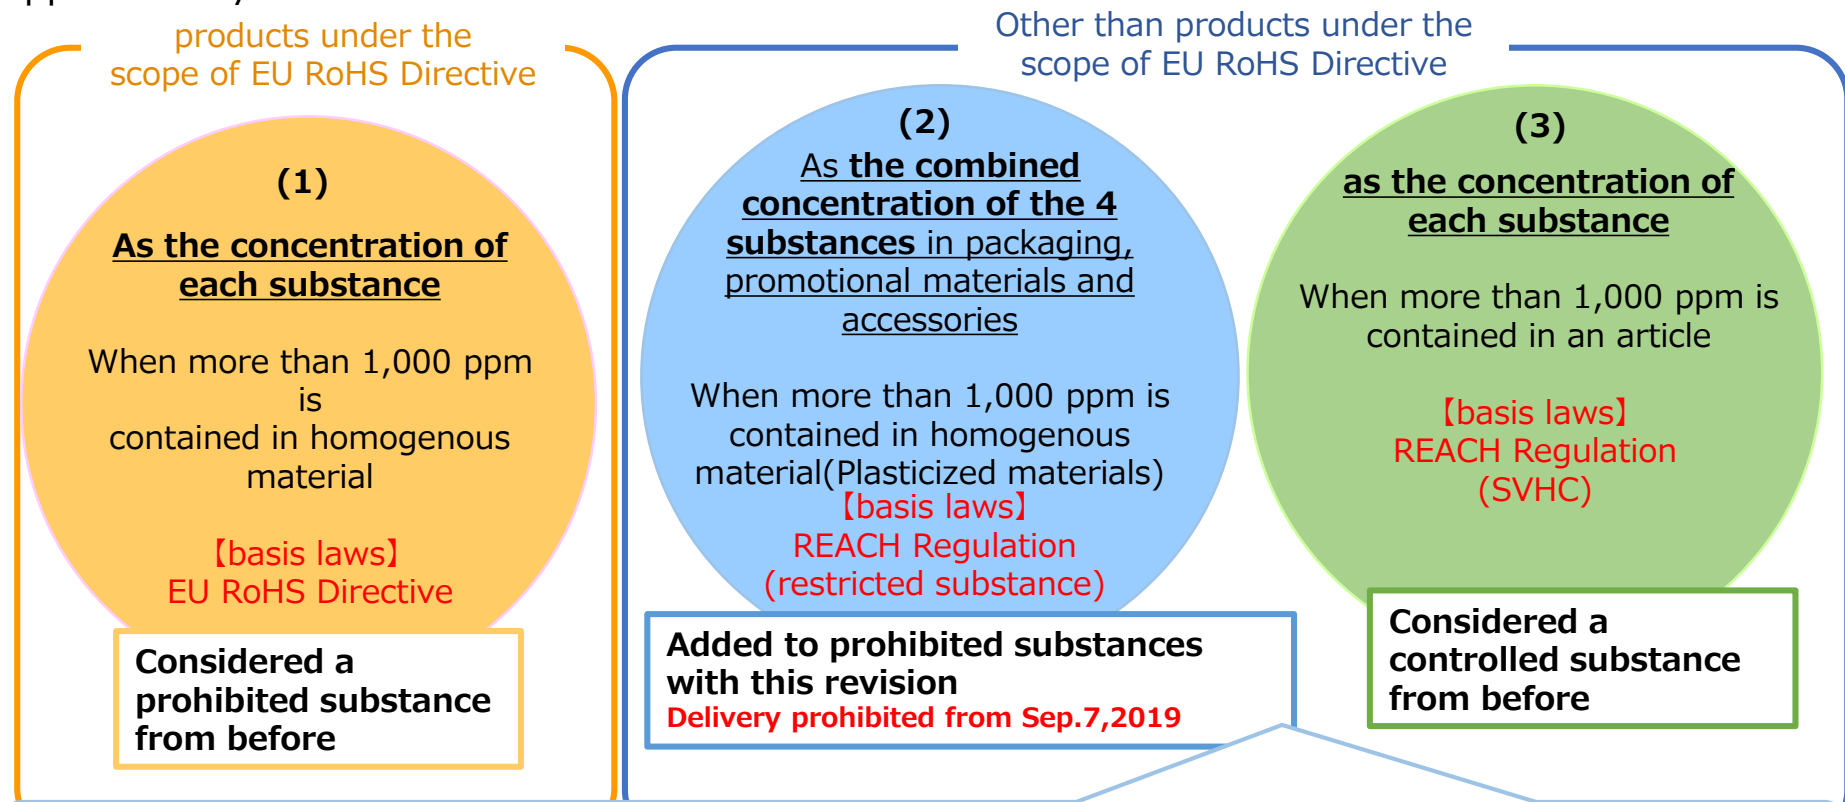 products under the
scope of EU RoHS Directive
(1)
As the concentration of
each substance
When more than 1,000 ppm
is
contained in homogenous
material
【basis laws】
EU RoHS Directive
Considered a
prohibited substance
from before
Other than products under the
scope of EU RoHS Directive
(2)
As the combined
concentration of the 4
substances in packaging,
promotional materials and
accessories
When more than 1,000 ppm is
contained in homogenous
material(Plasticized materials)
【basis laws】
REACH Regulation
(restricted substance)
Added to prohibited substances
with this revision
Delivery prohibited from Sep.7,2019
(3)
as the concentration of
each substance
When more than 1,000 ppm is
contained in an article
【basis laws】
REACH Regulation
(SVHC)
Considered a
controlled substance
from before